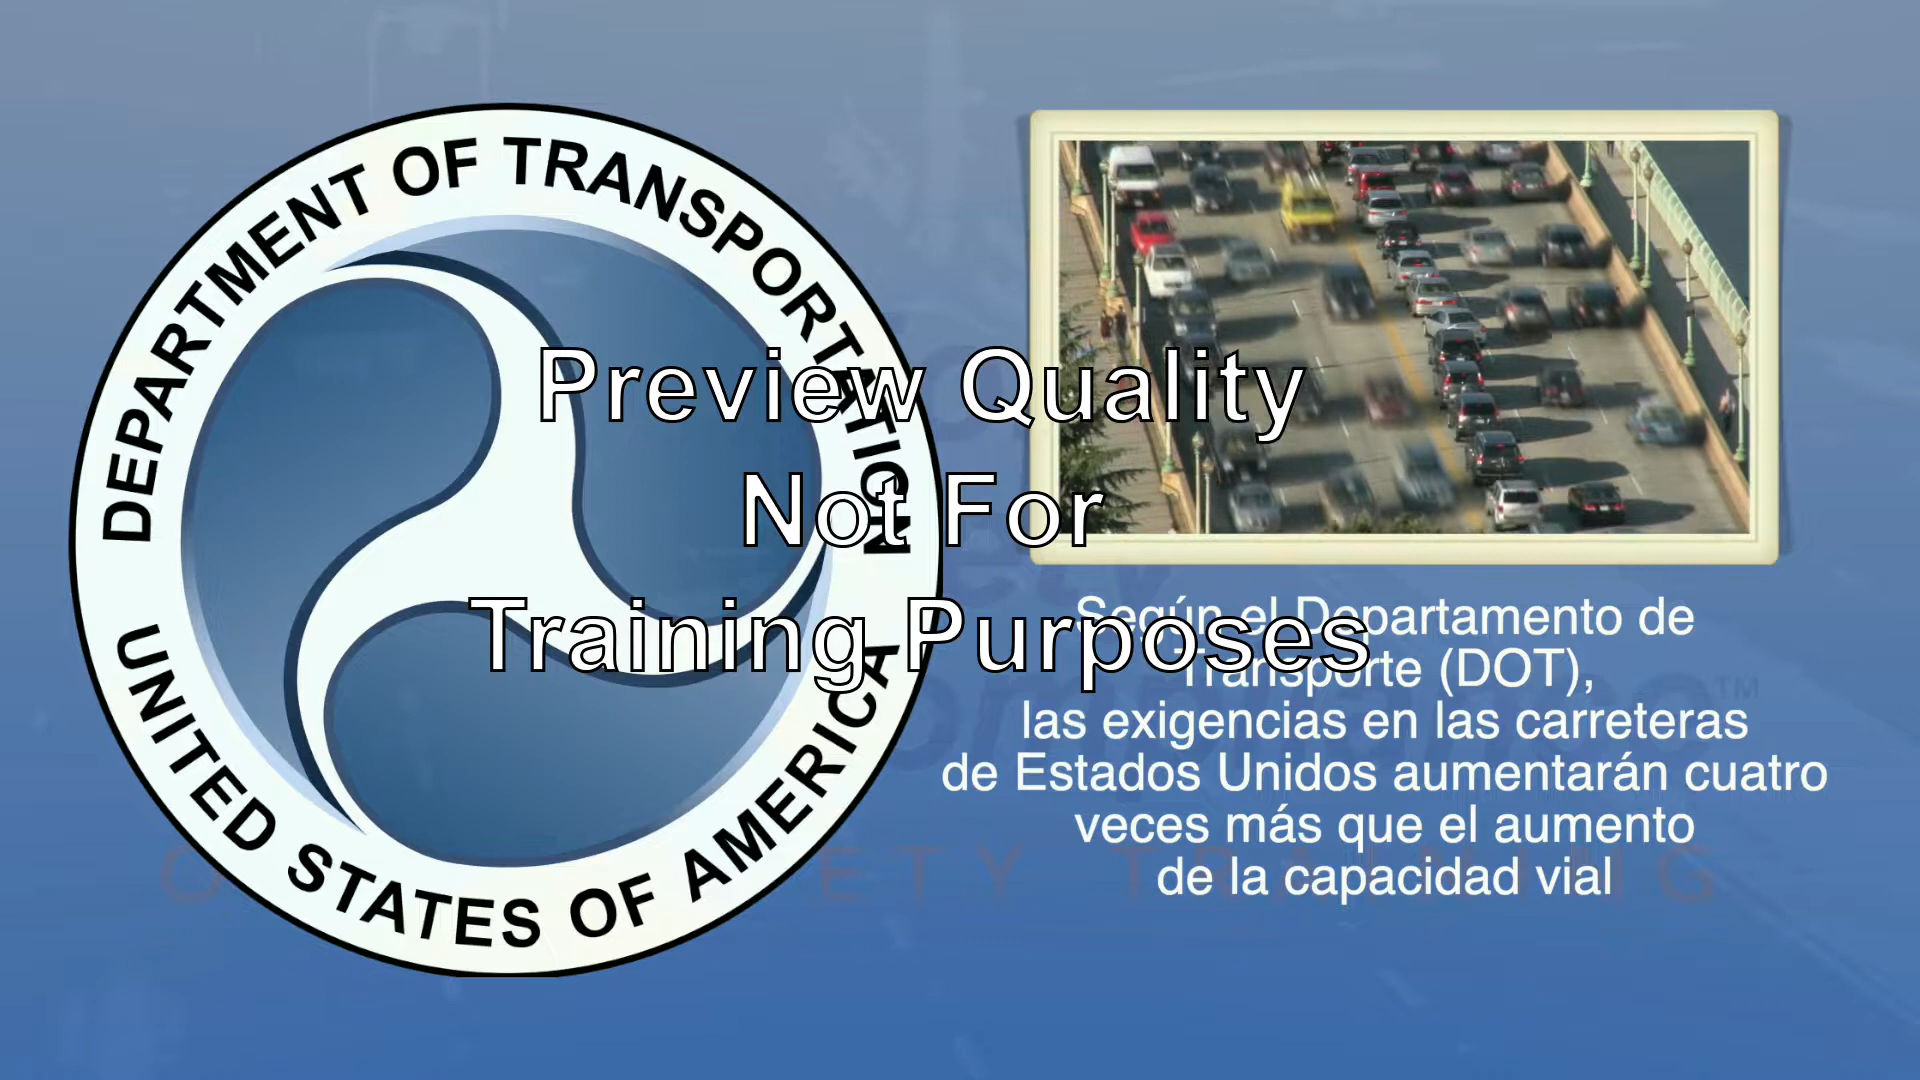 DEPARTMENT OF TRANSPORTATION
UNITED STATES OF AMERICA
Preview Quality
Not For
Training Purposes
Según el Departamento de
Transporte (DOT),
las exigencias en las carreteras
de Estados Unidos aumentarán cuatro
veces más que el aumento
de la capacidad vial